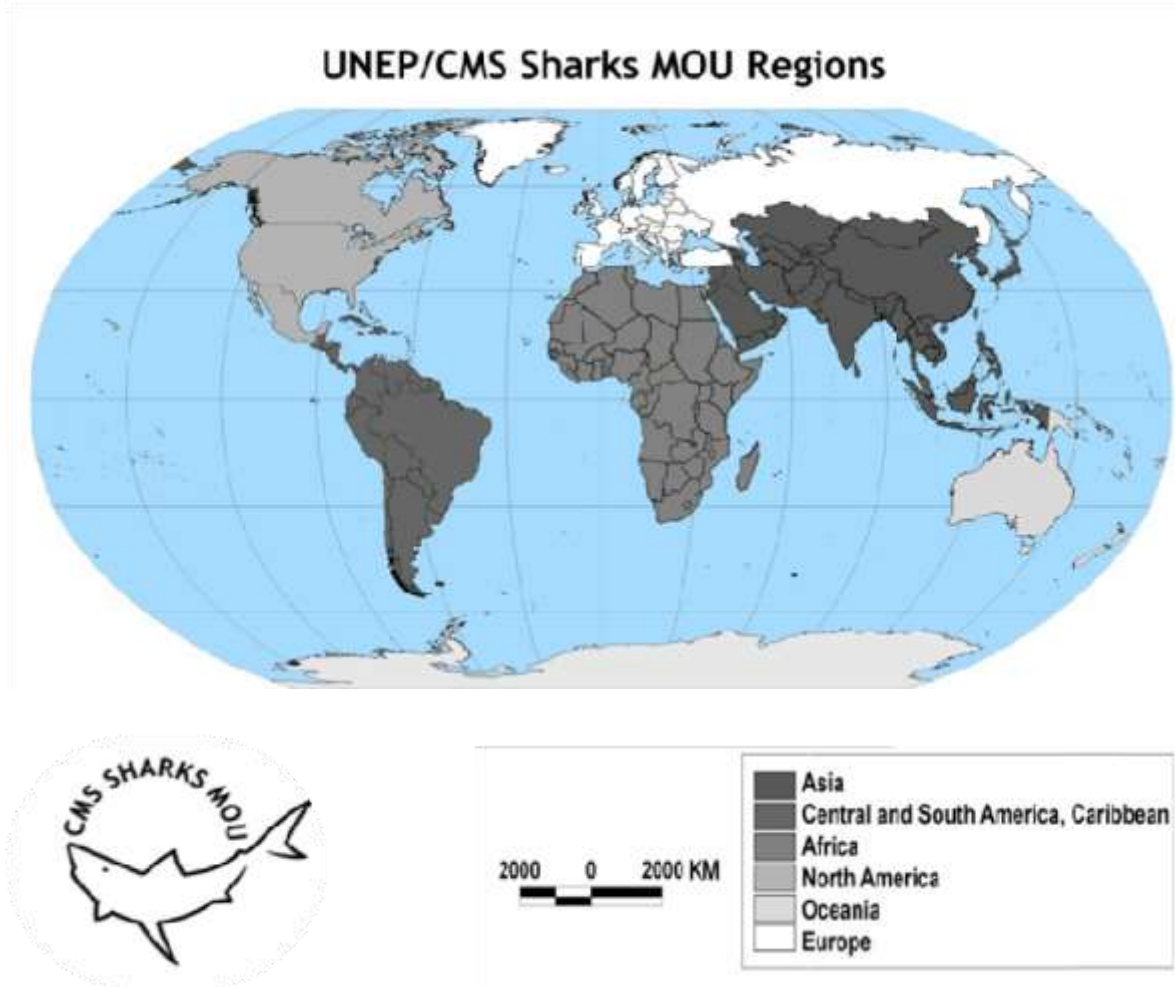 UNEP/CMS Sharks MOU Regions
CMS SHARKS MOU
2000 0 2000 KM
Asia
Central and South America, Caribbean
Africa
North America
Oceania
Europe